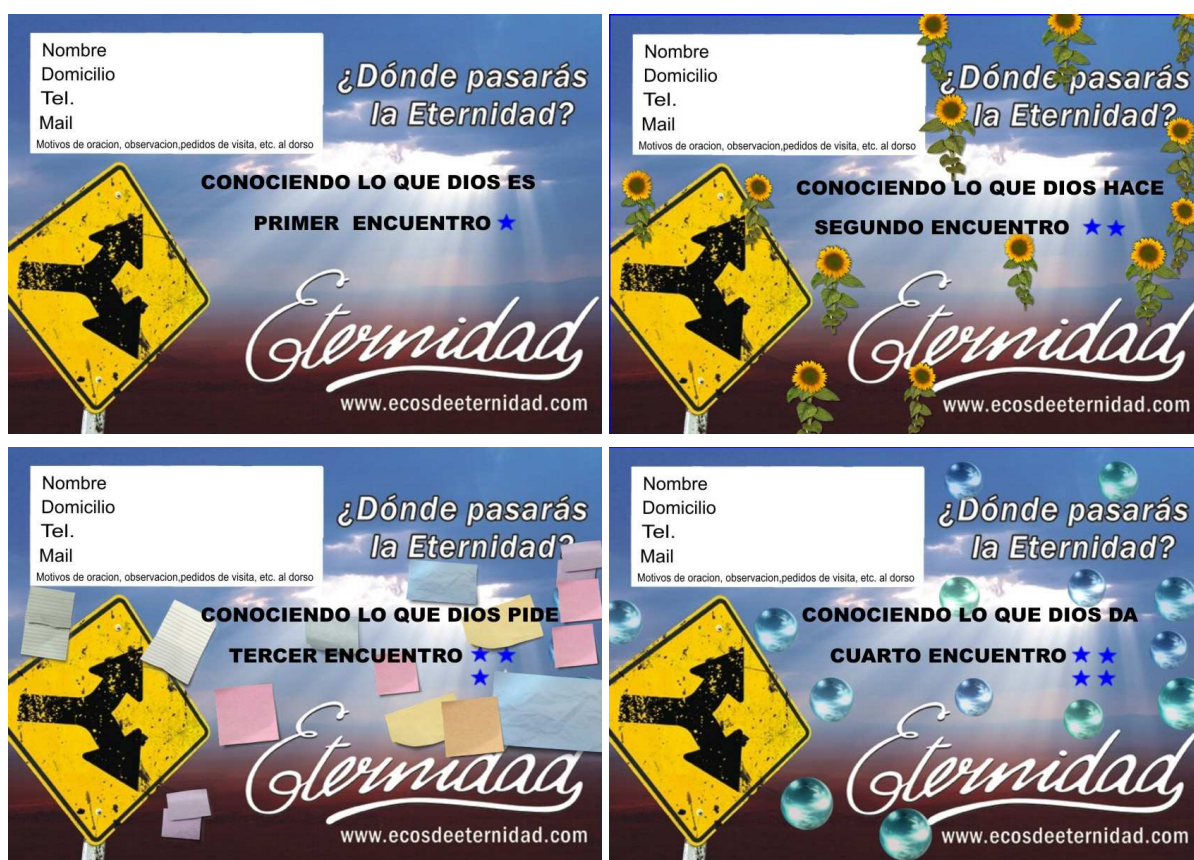 Nombre
Domicilio
Tel.
Mail
Motivos de oracion, observacion,pedidos de visita, etc. al dorso
¿Dónde pasarás
la Eternidad?
CONOCIENDO LO QUE DIOS ES
PRIMER ENCUENTRO
Eternidad
www.ecosdeeternidad.com
Nombre
Domicilio
Tel.
Mail
Motivos de oracion, observacion,pedidos de visita, etc. al dorso
¿Dónde pasarás
la Eternidad?
CONOCIENDO LO QUE DIOS HACE
SEGUNDO ENCUENTRO
Eternidad
www.ecosdeeternidad.com
Nombre
Domicilio
Tel.
Mail
Motivos de oracion, observacion,pedidos de visita, etc. al dorso
¿Dónde pasarás
la Eternidad?
CONOCIENDO LO QUE DIOS PIDE
TERCER ENCUENTRO
Eternidad
www.ecosdeeternidad.com
Nombre
Domicilio
Tel.
Mail
Motivos de oracion, observacion,pedidos de visita, etc. al dorso
¿Dónde pasarás
la Eternidad?
CONOCIENDO LO QUE DIOS DA
CUARTO ENCUENTRO
Eternidad
www.ecosdeeternidad.com